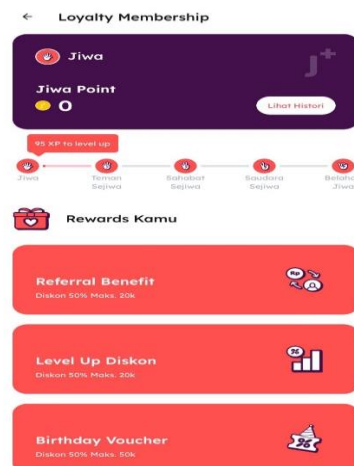 Loyalty Membership
Jiwa
J+
Jiwa Point
0
Lihat Histori
95 XP to level up
Jiwa
Teman
Sejiwa
Sahabat
Sejiwa
Saudara
Sejiwa
Belaha
Jiwa
Rewards Kamu
Referral Benefit
Diskon 50% Maks. 20k
Rp
Level Up Diskon
Diskon 50% Maks. 20k
%
Birthday Voucher
Diskon 50% Maks. 50k
%